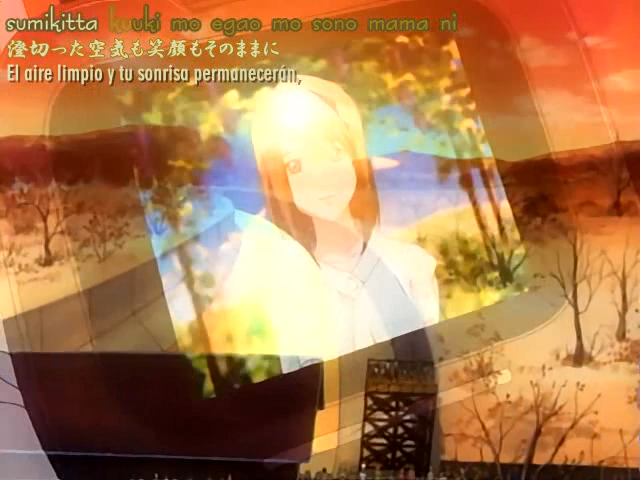 sumikitta kuuki mo egao mo sono mama ni
澄切った空気も笑顔もそのままに
El aire limpio y tu sonrisa permanecerán,